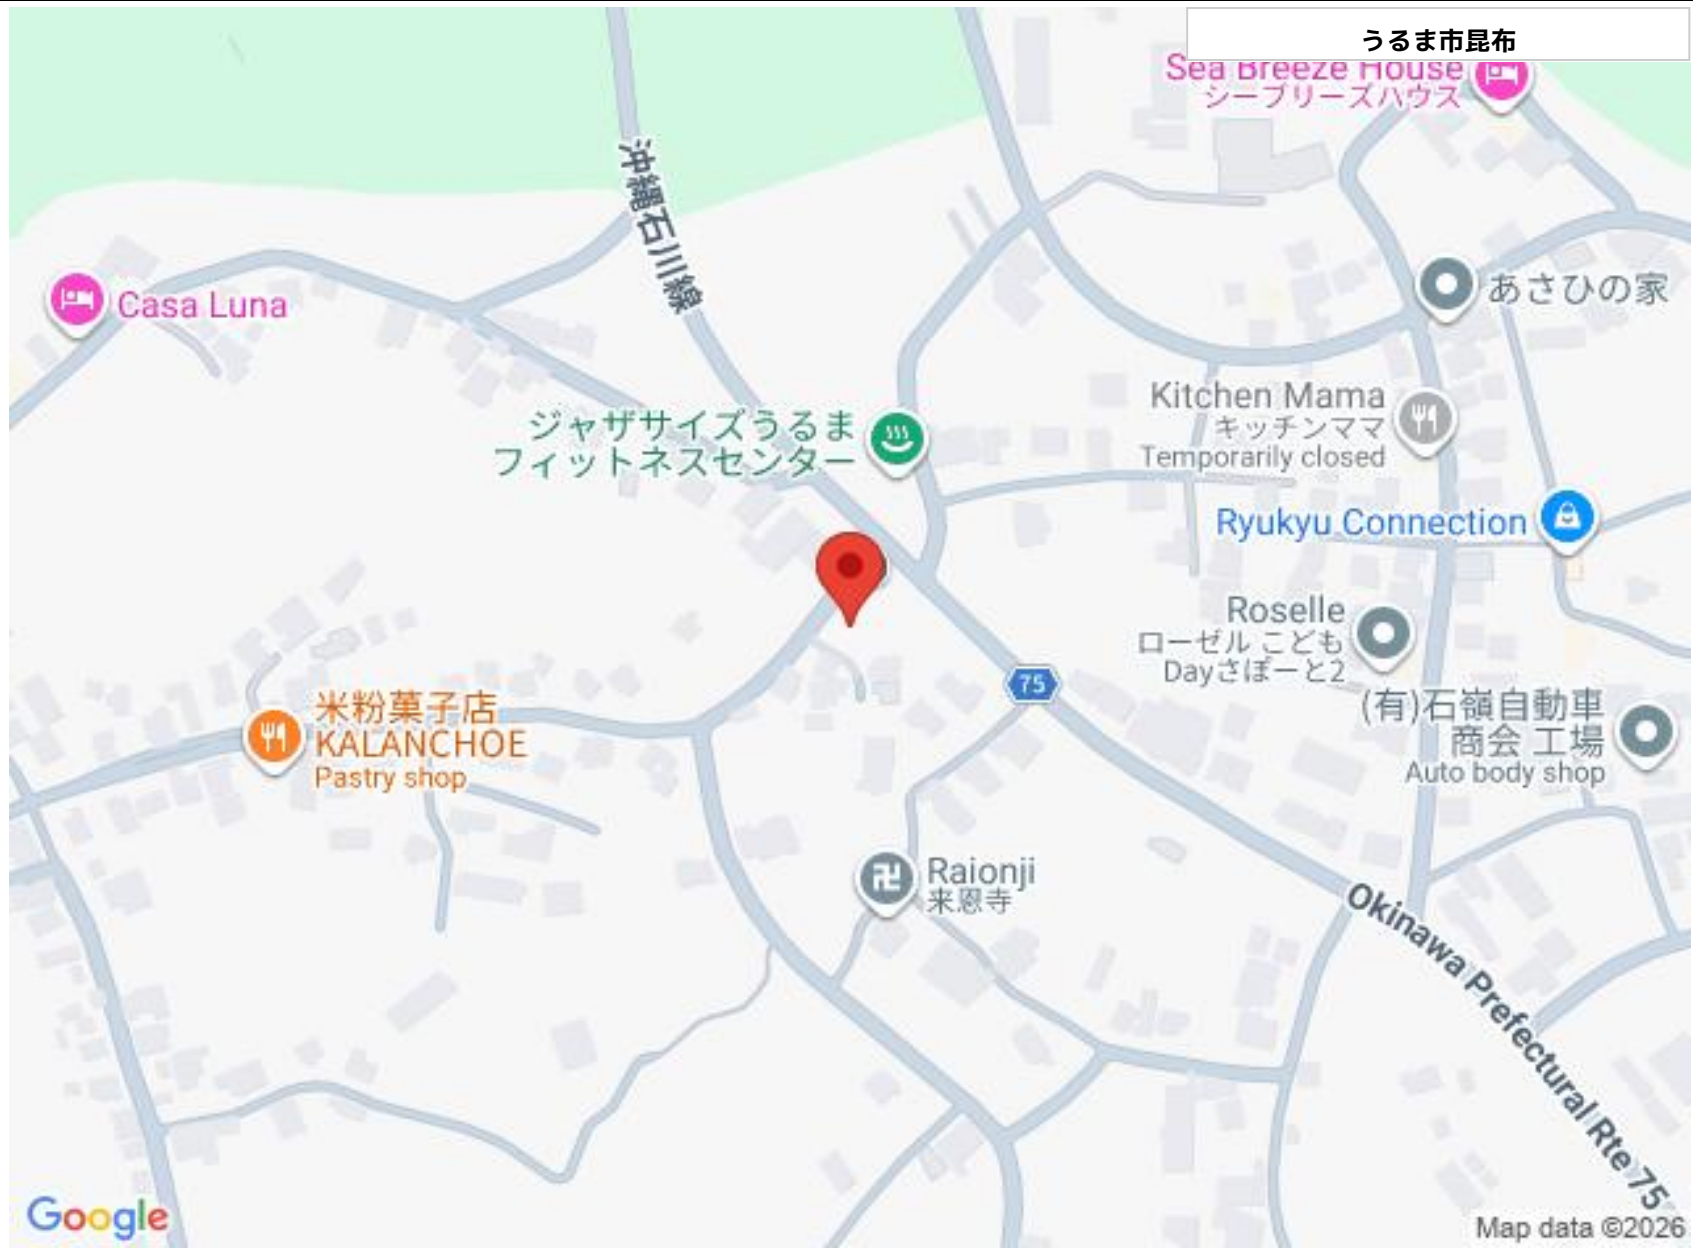 うるま市昆布
Sea Breeze House
シーブリーズハウス
沖縄石川線
あさひの家
Casa Luna
Kitchen Mama
キッチンママ
Temporarily closed
ジャザサイズうるま
フィットネスセンター
Ryukyu Connection
Roselle
ローゼル こども
Dayさぽーと2
75
(有)石嶺自動車
商会 工場
Auto body shop
米粉菓子店
KALANCHOE
Pastry shop
Raionji
来恩寺
Okinawa Prefectural Rte 75
Google
Map data ©2026